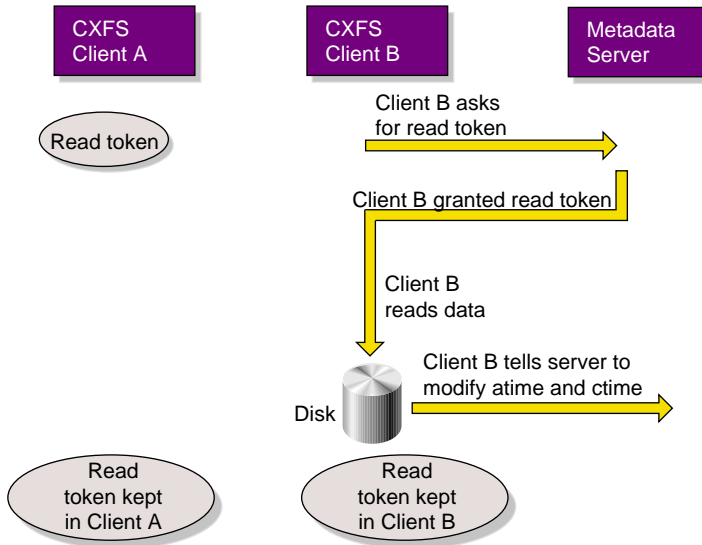 CXFS
Client A
CXFS
Client B
Metadata
Server
Client B asks
for read token
Read token
Client B granted read token
Client B
reads data
Client B tells server to
modify atime and ctime
Disk
Read
token kept
in Client A
Read
token kept
in Client B